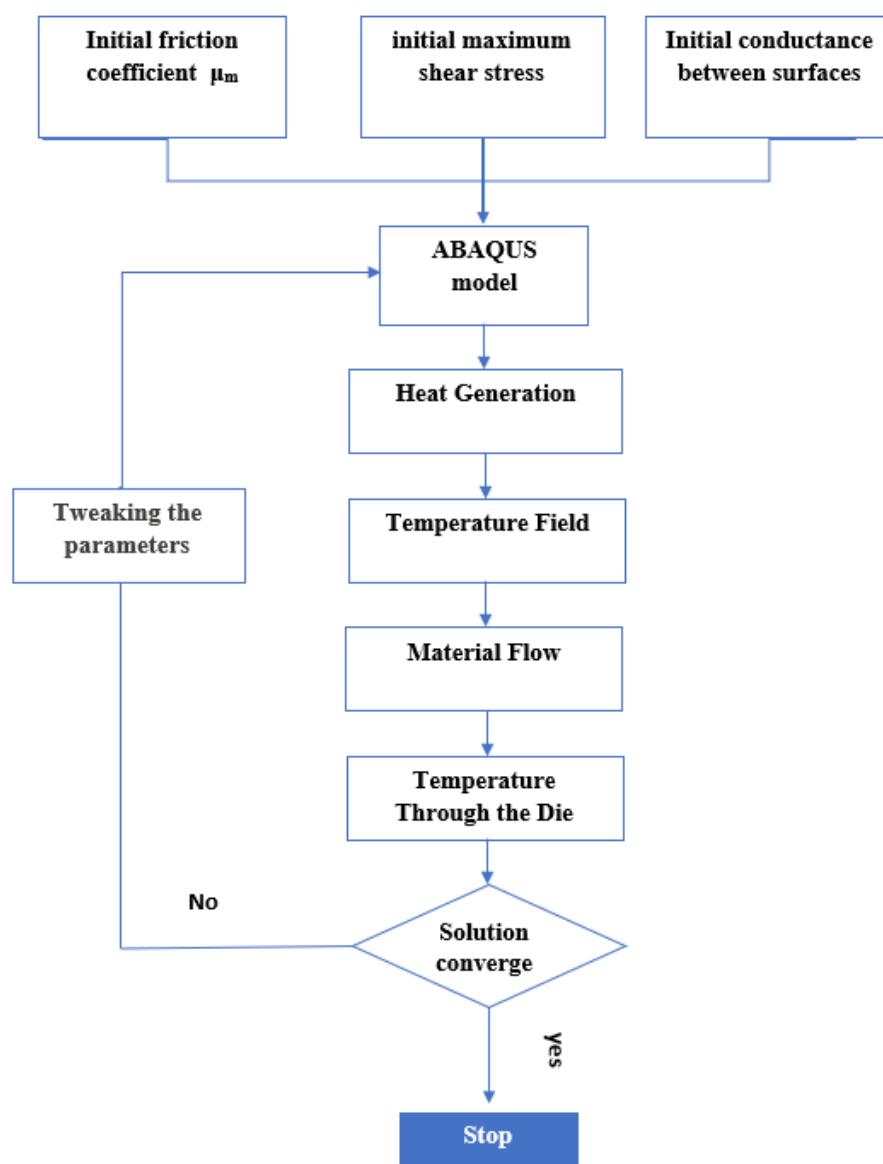 Initial friction
coefficient μₘ
initial maximum
shear stress
Initial conductance
between surfaces
ABAQUS
model
Heat Generation
Tweaking the
parameters
Temperature Field
Material Flow
Temperature
Through the Die
No
Solution
converge
yes
Stop